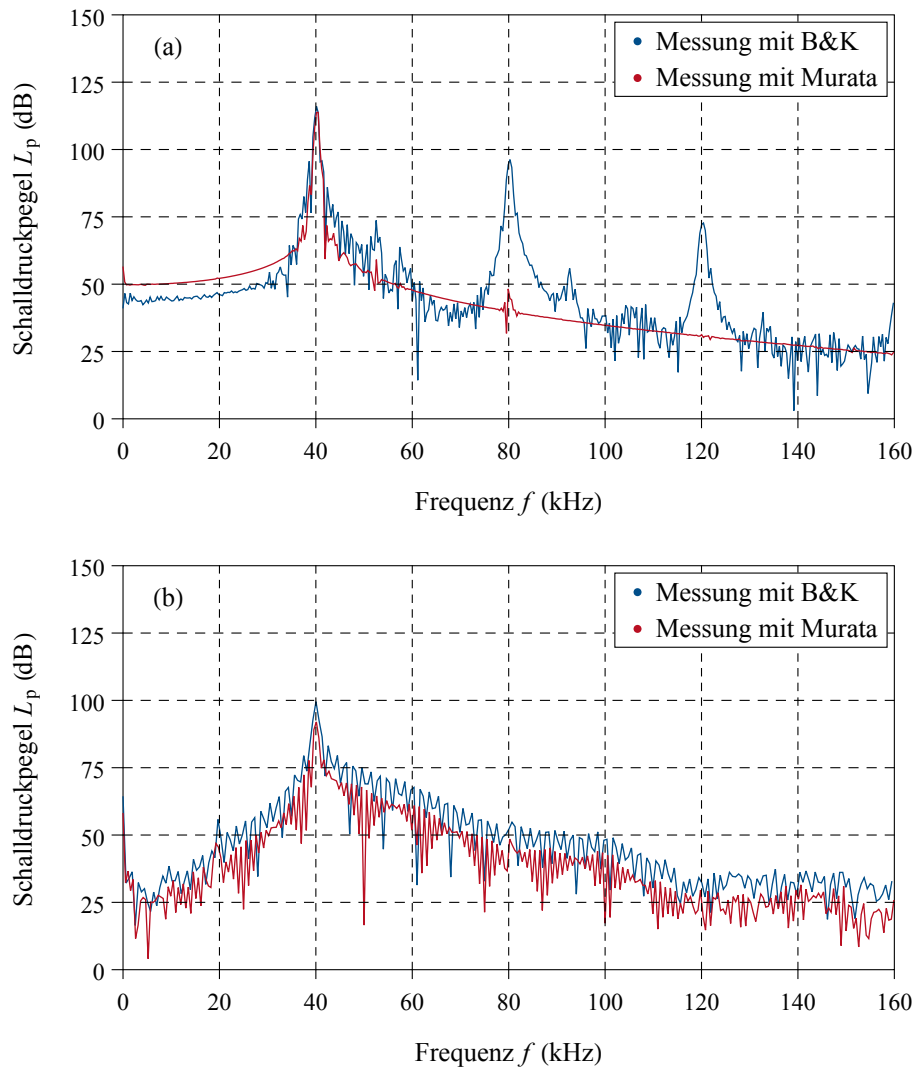 150
(a)
Messung mit B&K
Messung mit Murata
125
100
75
50
25
0
Schalldruckpegel Lp (dB)
0 20 40 60 80 100 120 140 160
Frequenz f (kHz)
150
(b)
Messung mit B&K
Messung mit Murata
125
100
75
50
25
0
Schalldruckpegel Lp (dB)
0 20 40 60 80 100 120 140 160
Frequenz f (kHz)